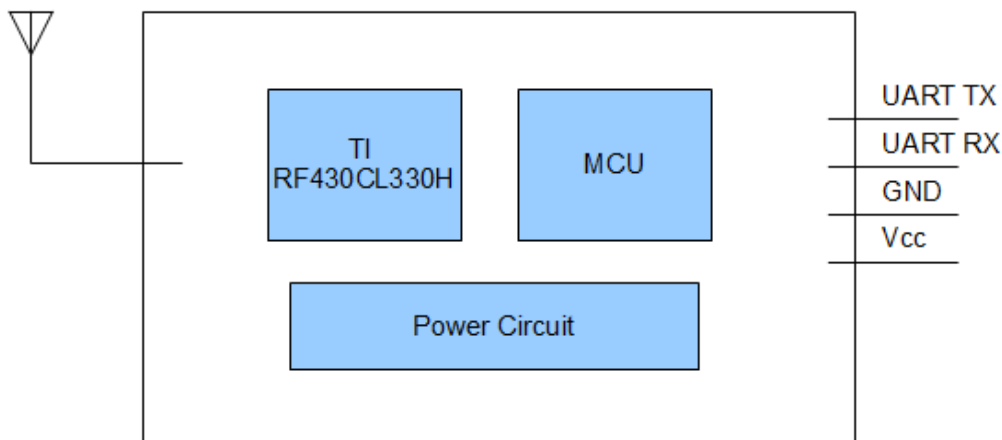 UART TX
TI
RF430CL330H
MCU
UART RX
GND
Vcc
Power Circuit